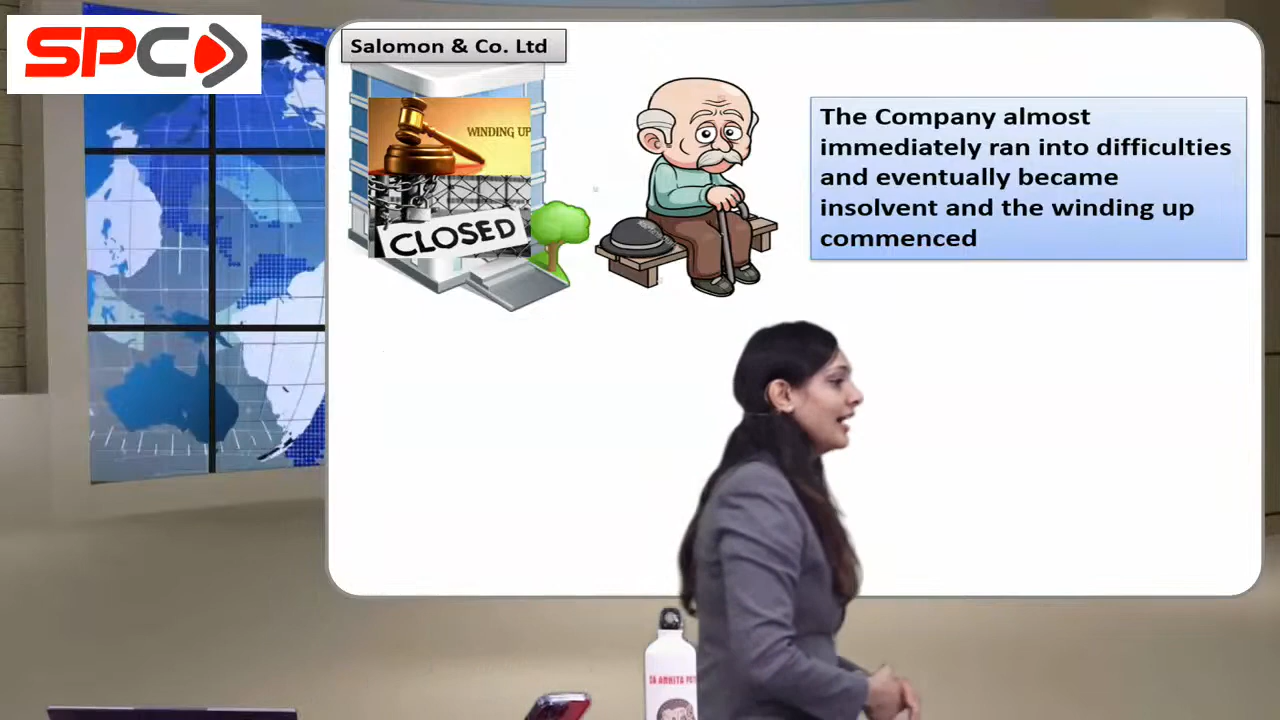 SPC
Salomon & Co. Ltd
WINDING UP
CLOSED
The Company almost
immediately ran into difficulties
and eventually became
insolvent and the winding up
commenced